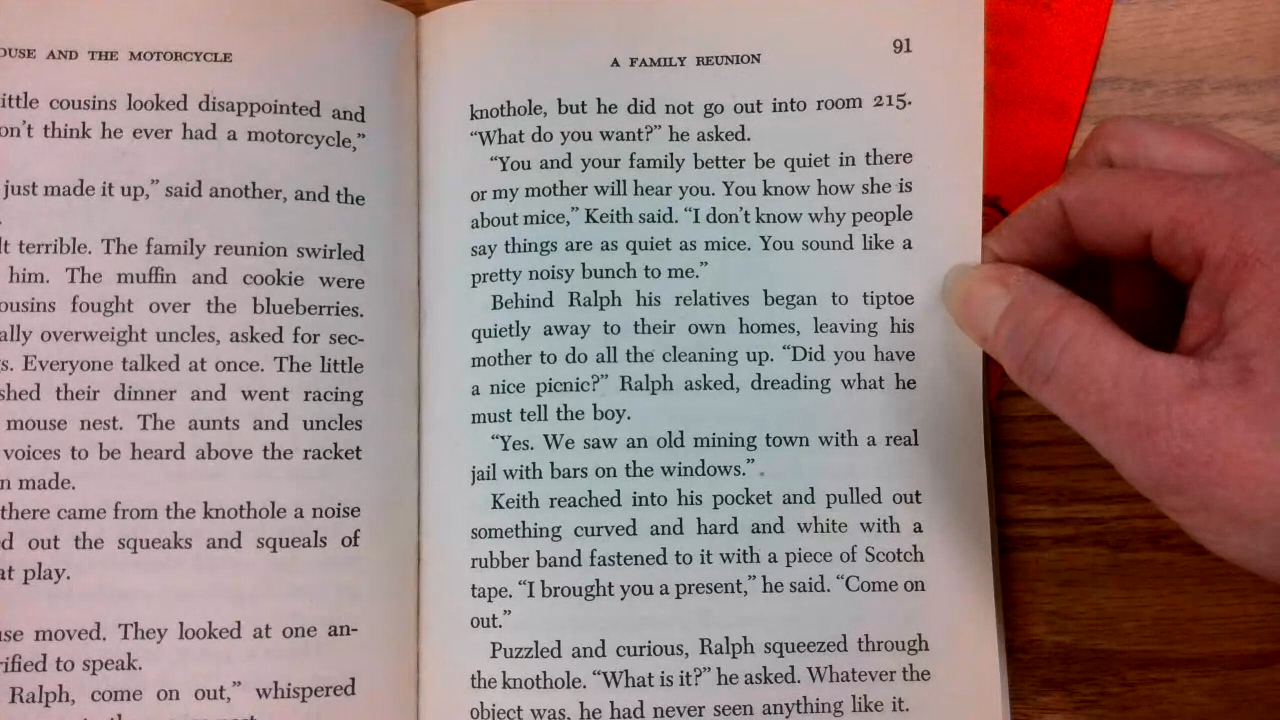 AND THE MOTORCYCLE
little cousins looked disappointed and
think he ever had a motorcycle,”
just made it up,” said another, and the
terrible. The family reunion swirled
him. The muffin and cookie were
cousins fought over the blueberries.
overweight uncles, asked for sec-
Everyone talked at once. The little
their dinner and went racing
mouse nest. The aunts and uncles
voices to be heard above the racket
made.
there came from the knothole a noise
out the squeaks and squeals of
play.
moved. They looked at one an-
to speak.
Ralph, come on out,” whispered
A FAMILY REUNION 91
knothole, but he did not go out into room 215.
“What do you want?” he asked.
“You and your family better be quiet in there
or my mother will hear you. You know how she is
about mice,” Keith said. “I don’t know why people
say things are as quiet as mice. You sound like a
pretty noisy bunch to me.”
Behind Ralph his relatives began to tiptoe
quietly away to their own homes, leaving his
mother to do all the cleaning up. “Did you have
a nice picnic?” Ralph asked, dreading what he
must tell the boy.
“Yes. We saw an old mining town with a real
jail with bars on the windows.”
Keith reached into his pocket and pulled out
something curved and hard and white with a
rubber band fastened to it with a piece of Scotch
tape. “I brought you a present,” he said. “Come on
out.”
Puzzled and curious, Ralph squeezed through
the knothole. “What is it?” he asked. Whatever the
object was, he had never seen anything like it.